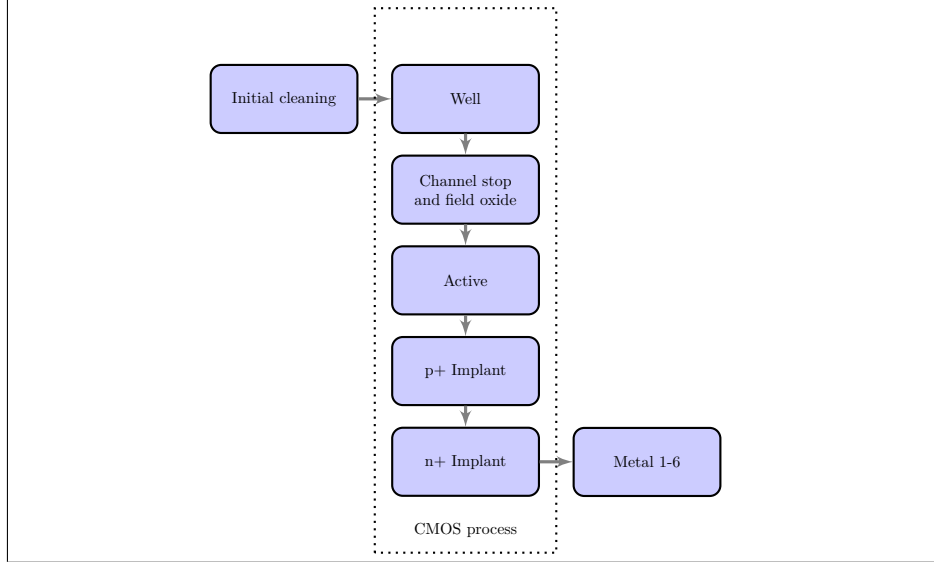 Initial cleaning
Well
Channel stop
and field oxide
Active
p+ Implant
n+ Implant
Metal 1-6
CMOS process